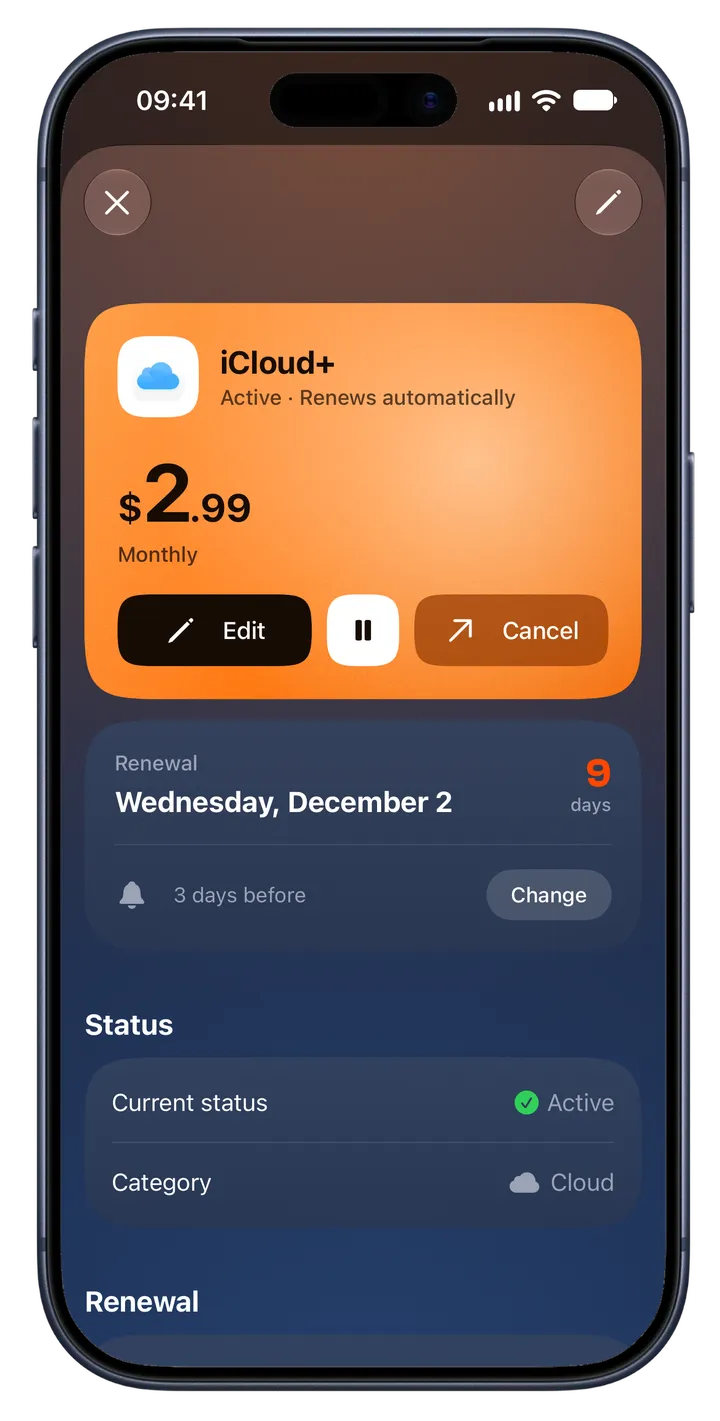 09:41
iCloud+
Active · Renews automatically
$2.99
Monthly
Edit
Cancel
Renewal
Wednesday, December 2
9
days
3 days before
Change
Status
Current status
Active
Category
Cloud
Renewal